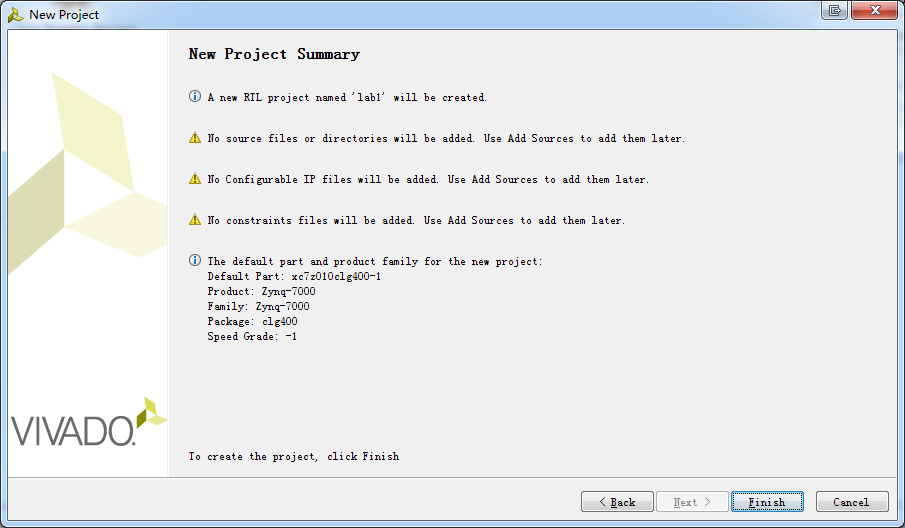 New Project
New Project Summary
A new RTL project named 'lab1' will be created.
No source files or directories will be added. Use Add Sources to add them later.
No Configurable IP files will be added. Use Add Sources to add them later.
No constraints files will be added. Use Add Sources to add them later.
The default part and product family for the new project:
Default Part: xc7z010clg400-1
Product: Zynq-7000
Family: Zynq-7000
Package: clg400
Speed Grade: -1
VIVADO.
To create the project, click Finish
< Back
Next >
Finish
Cancel